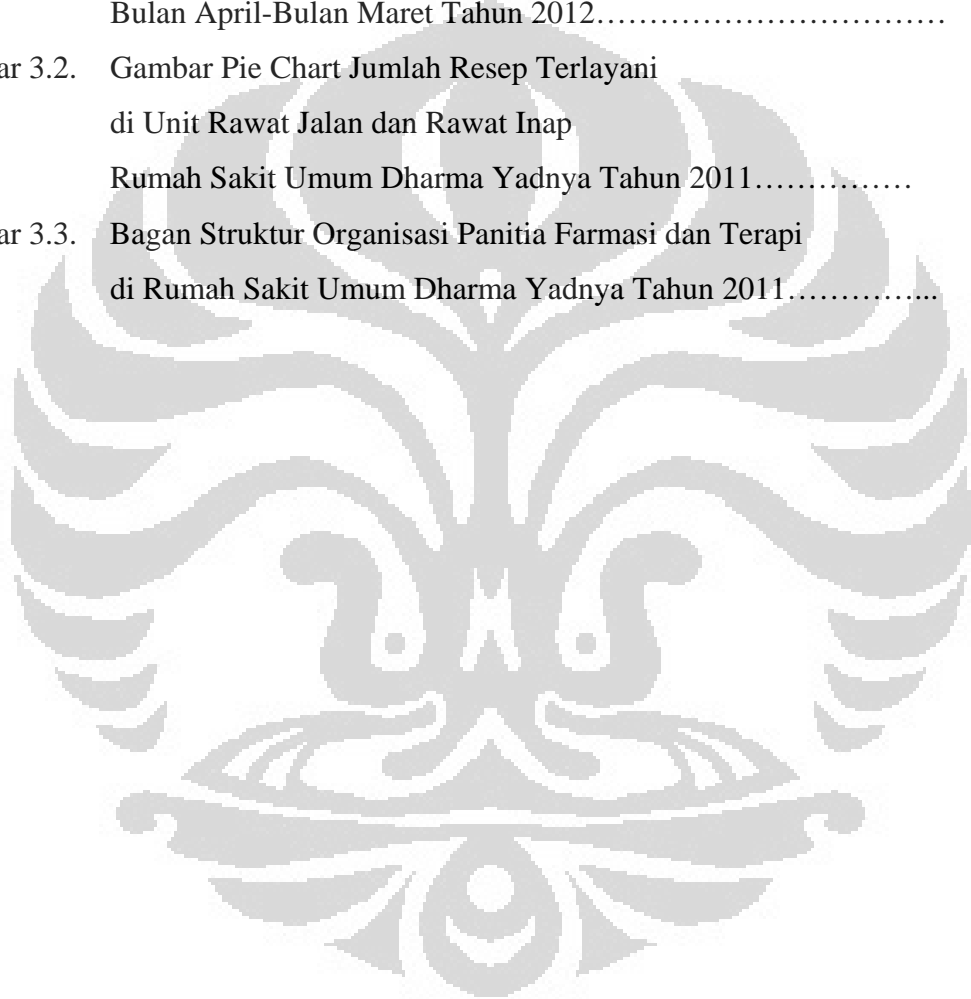 Bulan April-Bulan Maret Tahun 2012……………………………
ar 3.2. Gambar Pie Chart Jumlah Resep Terlayani
di Unit Rawat Jalan dan Rawat Inap
Rumah Sakit Umum Dharma Yadnya Tahun 2011……………
ar 3.3. Bagan Struktur Organisasi Panitia Farmasi dan Terapi
di Rumah Sakit Umum Dharma Yadnya Tahun 2011…………...